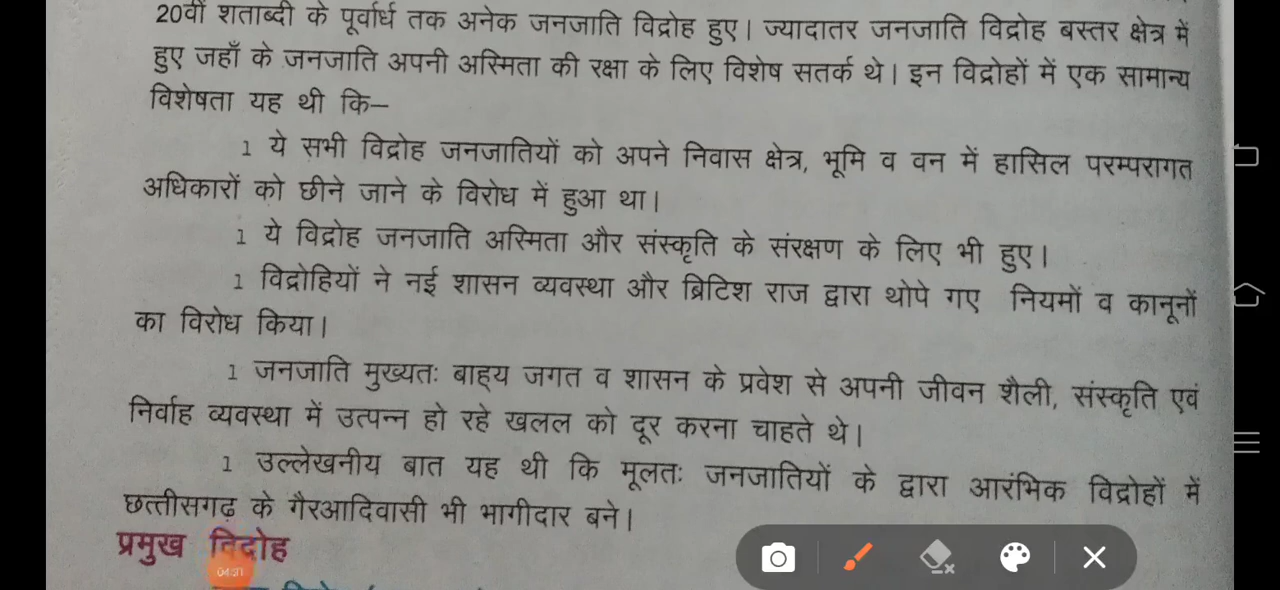 20वीं शताब्दी के पूर्वार्ध तक अनेक जनजाति विद्रोह हुए। ज्यादातर जनजाति विद्रोह बस्तर क्षेत्र में
हुए जहाँ के जनजाति अपनी अस्मिता की रक्षा के लिए विशेष सतर्क थे। इन विद्रोहों में एक सामान्य
विशेषता यह थी कि–
1 ये सभी विद्रोह जनजातियों को अपने निवास क्षेत्र, भूमि व वन में हासिल परम्परागत
अधिकारों को छीने जाने के विरोध में हुआ था।
1 ये विद्रोह जनजाति अस्मिता और संस्कृति के संरक्षण के लिए भी हुए।
1 विद्रोहियों ने नई शासन व्यवस्था और ब्रिटिश राज द्वारा थोपे गए नियमों व कानूनों
का विरोध किया।
1 जनजाति मुख्यतः बाह्य जगत व शासन के प्रवेश से अपनी जीवन शैली, संस्कृति एवं
निर्वाह व्यवस्था में उत्पन्न हो रहे खलल को दूर करना चाहते थे।
1 उल्लेखनीय बात यह थी कि मूलतः जनजातियों के द्वारा आरंभिक विद्रोहों में
छत्तीसगढ़ के गैरआदिवासी भी भागीदार बने।
प्रमुख विद्रोह